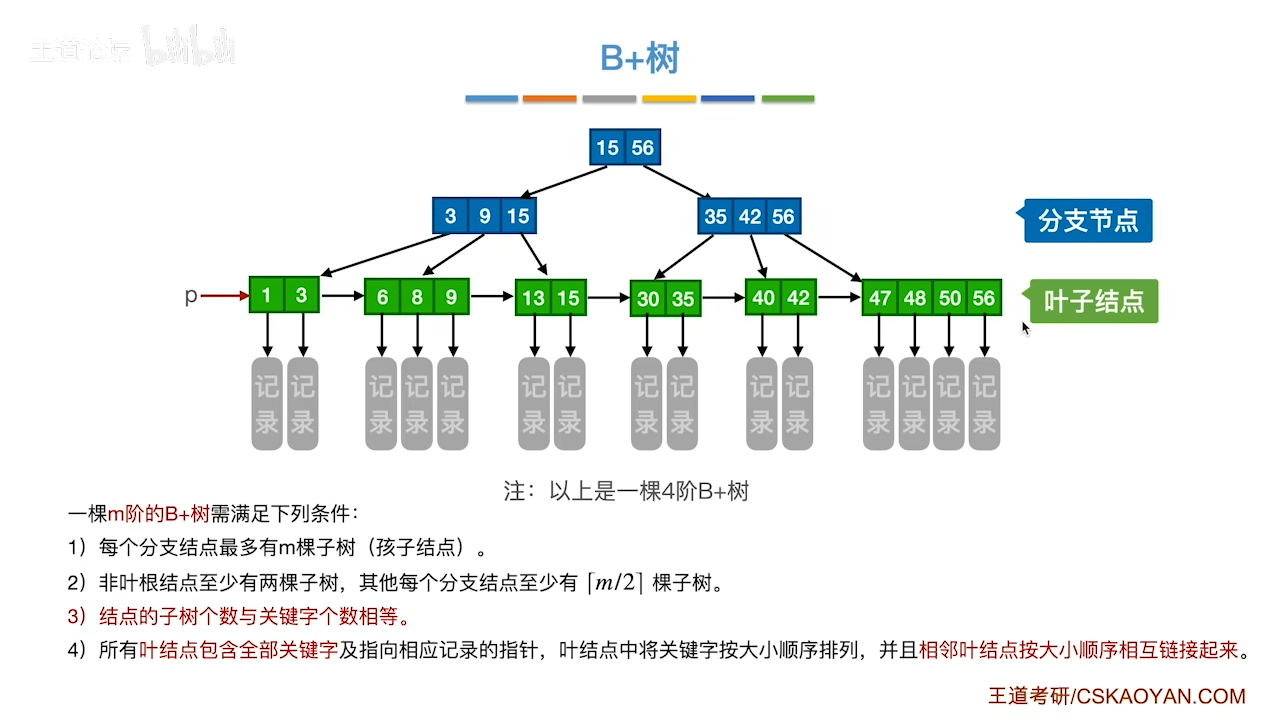 王道论坛 bilibili
B+树
15 56
3 9 15 35 42 56
分支节点
p 1 3 6 8 9 13 15 30 35 40 42 47 48 50 56
叶子结点
记录 记录 记录 记录 记录 记录 记录 记录 记录 记录 记录 记录 记录 记录 记录
注：以上是一棵4阶B+树
一棵m阶的B+树需满足下列条件：
1）每个分支结点最多有m棵子树（孩子结点）。
2）非叶根结点至少有两棵子树，其他每个分支结点至少有 ⌈m/2⌉ 棵子树。
3）结点的子树个数与关键字个数相等。
4）所有叶结点包含全部关键字及指向相应记录的指针，叶结点中将关键字按大小顺序排列，并且相邻叶结点按大小顺序相互链接起来。
王道考研/CSKAOYAN.COM